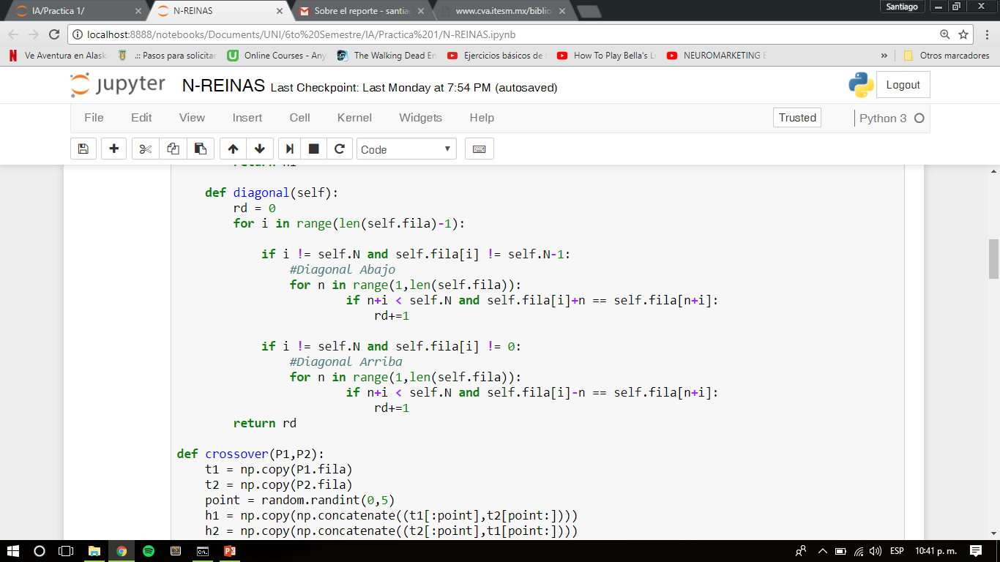 IA/Practica 1/
N-REINAS
Sobre el reporte - santia
www.cva.itesm.mx/biblio
Santiago
localhost:8888/notebooks/Documents/UNI/6to%20Semestre/IA/Practica%201/N-REINAS.ipynb
Ve Aventura en Alask
.:: Pasos para solicitar
Online Courses - Any
The Walking Dead En
Ejercicios básicos de
How To Play Bella's Lu
NEUROMARKETING E
»
Otros marcadores
jupyter N-REINAS Last Checkpoint: Last Monday at 7:54 PM (autosaved)
Logout
File Edit View Insert Cell Kernel Widgets Help
Trusted
Python 3
Code
    def diagonal(self):
        rd = 0
        for i in range(len(self.fila)-1):
            if i != self.N and self.fila[i] != self.N-1:
                #Diagonal Abajo
                for n in range(1,len(self.fila)):
                        if n+i < self.N and self.fila[i]+n == self.fila[n+i]:
                            rd+=1
            if i != self.N and self.fila[i] != 0:
                #Diagonal Arriba
                for n in range(1,len(self.fila)):
                        if n+i < self.N and self.fila[i]-n == self.fila[n+i]:
                            rd+=1
        return rd
def crossover(P1,P2):
    t1 = np.copy(P1.fila)
    t2 = np.copy(P2.fila)
    point = random.randint(0,5)
    h1 = np.copy(np.concatenate((t1[:point],t2[point:])))
    h2 = np.copy(np.concatenate((t2[:point],t1[point:])))
ESP
10:41 p. m.